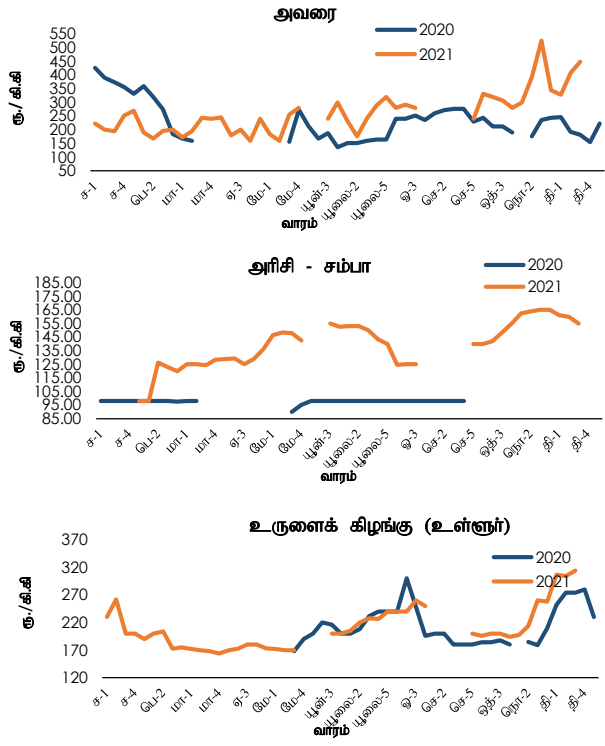 அவரை
550
500
450
400
350
300
250
200
150
100
50
ரூ./கி.கி
2020
2021
ச-1
ச-4
பெ-2
மா-1
மா-4
ஏ-3
மே-1
மே-4
யூன்-3
யூலை-2
யூலை-5
ஓ-3
செ-2
செ-5
ஒத்-3
நொ-2
தி-1
தி-4
வாரம்
அரிசி - சம்பா
185.00
175.00
165.00
155.00
145.00
135.00
125.00
115.00
105.00
95.00
85.00
ரூ./கி.கி
2020
2021
ச-1
ச-4
பெ-2
மா-1
மா-4
ஏ-3
மே-1
மே-4
யூன்-3
யூலை-2
யூலை-5
ஓ-3
செ-2
செ-5
ஒத்-3
நொ-2
தி-1
தி-4
வாரம்
உருளைக் கிழங்கு (உள்ளூர்)
370
320
270
220
170
120
ரூ./கி.கி
2020
2021
ச-1
ச-4
பெ-2
மா-1
மா-4
ஏ-3
மே-1
மே-4
யூன்-3
யூலை-2
யூலை-5
ஓ-3
செ-2
செ-5
ஒத்-3
நொ-2
தி-1
தி-4
வாரம்